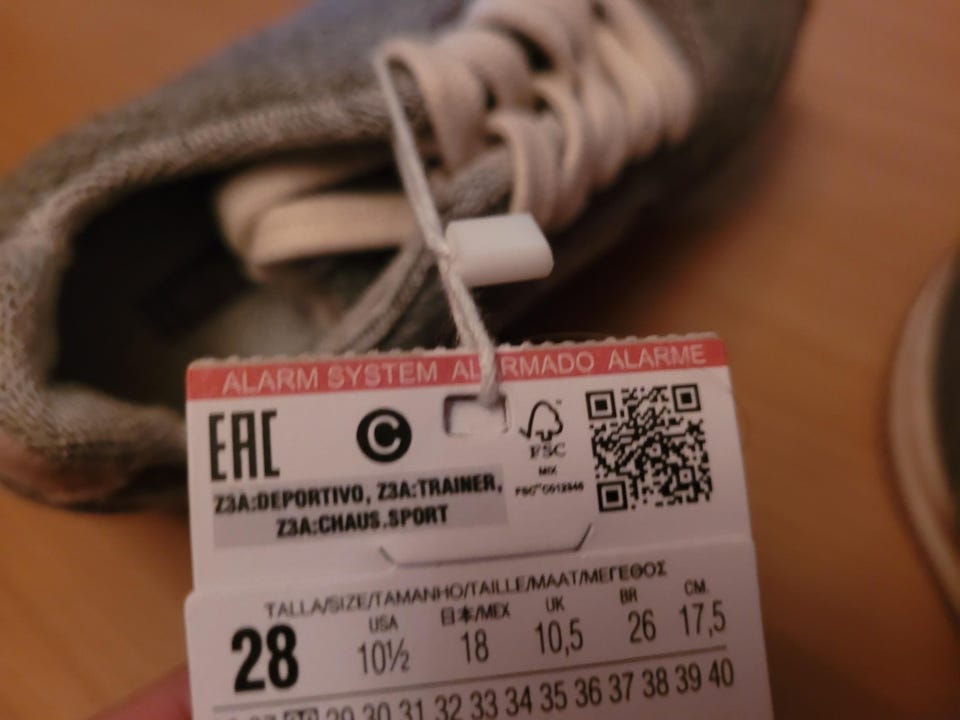 ALARM SYSTEM ALARMADO ALARME
EAC
C
FSC
MIX
Z3A:DEPORTIVO, Z3A:TRAINER,
Z3A:CHAUS.SPORT
TALLA/SIZE/TAMANHO/TAILLE/MAAT/ΜΕΓΕΘΟΣ
USA 日本/MEX UK BR CM.
28 10½ 18 10,5 26 17,5
29 30 31 32 33 34 35 36 37 38 39 40